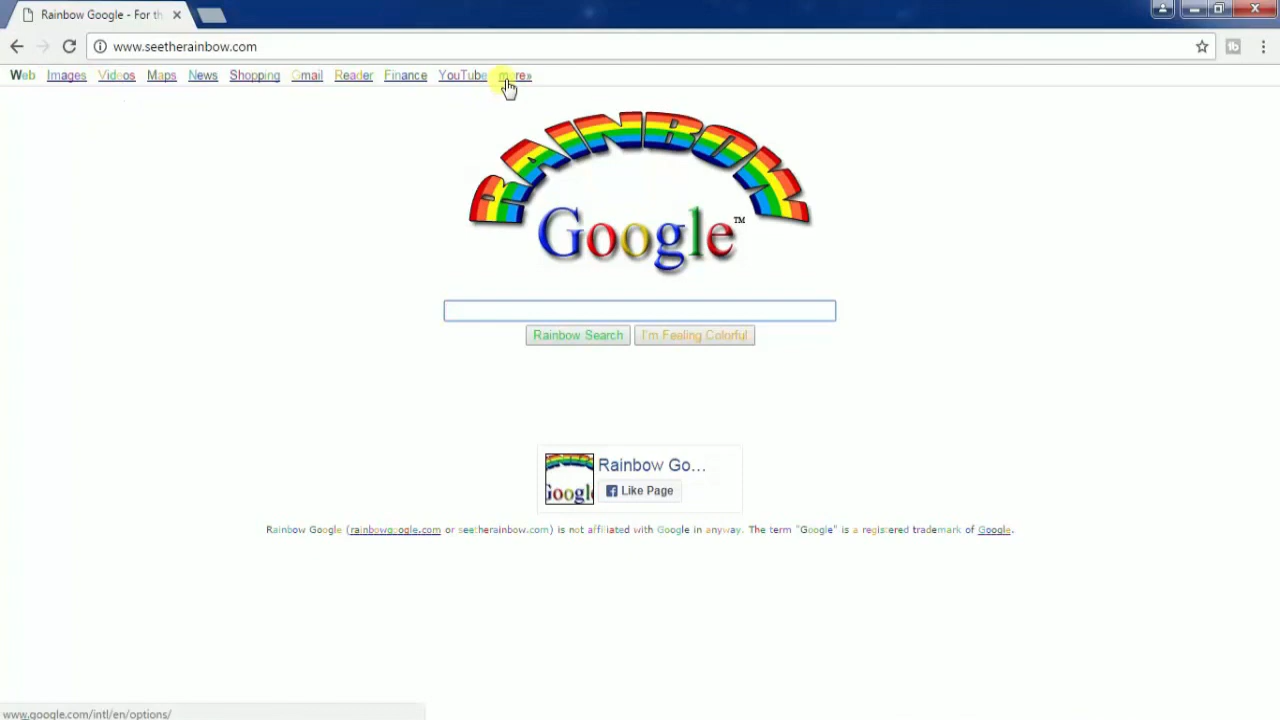 Rainbow Google - For th
www.seetherainbow.com
Web Images Videos Maps News Shopping Gmail Reader Finance YouTube more»
RAINBOW
Google™
Rainbow Search I'm Feeling Colorful
Rainbow Go...
Google
Like Page
Rainbow Google (rainbowgoogle.com or seetherainbow.com) is not affiliated with Google in anyway. The term "Google" is a registered trademark of Google.
www.google.com/intl/en/options/